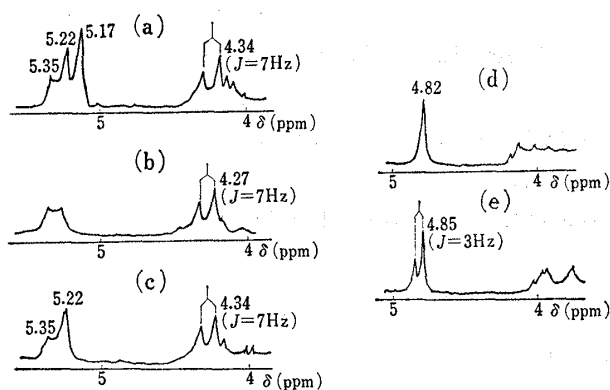 (a)
5.35
5.22
5.17
4.34
(J=7Hz)
5
4 δ(ppm)
(b)
4.27
(J=7Hz)
5
4 δ(ppm)
(c)
5.35
5.22
4.34
(J=7Hz)
5
4 δ(ppm)
(d)
4.82
5
4 δ(ppm)
(e)
4.85
(J=3Hz)
5
4 δ(ppm)